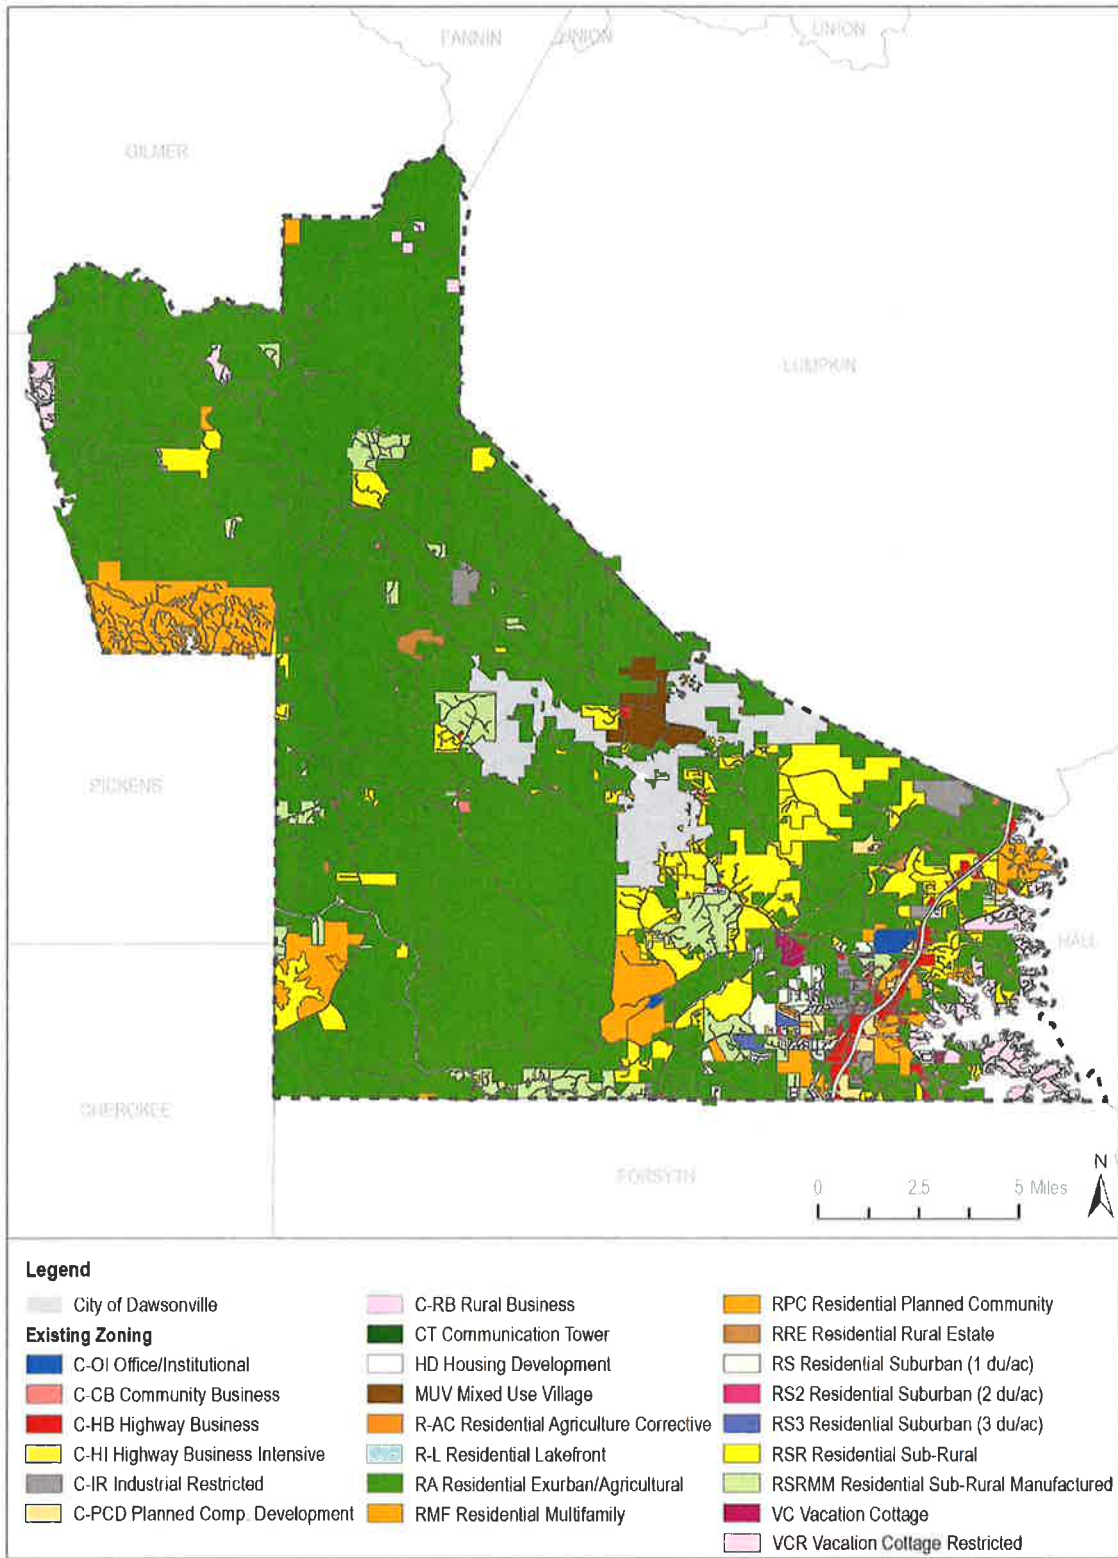 FANNIN
UNION
UNION
GILMER
LUMPKIN
PICKENS
HALL
CHEROKEE
FORSYTH
N
0 2.5 5 Miles
Legend
City of Dawsonville
Existing Zoning
C-OI Office/Institutional
C-CB Community Business
C-HB Highway Business
C-HI Highway Business Intensive
C-IR Industrial Restricted
C-PCD Planned Comp. Development
C-RB Rural Business
CT Communication Tower
HD Housing Development
MUV Mixed Use Village
R-AC Residential Agriculture Corrective
R-L Residential Lakefront
RA Residential Exurban/Agricultural
RMF Residential Multifamily
RPC Residential Planned Community
RRE Residential Rural Estate
RS Residential Suburban (1 du/ac)
RS2 Residential Suburban (2 du/ac)
RS3 Residential Suburban (3 du/ac)
RSR Residential Sub-Rural
RSRMM Residential Sub-Rural Manufactured
VC Vacation Cottage
VCR Vacation Cottage Restricted